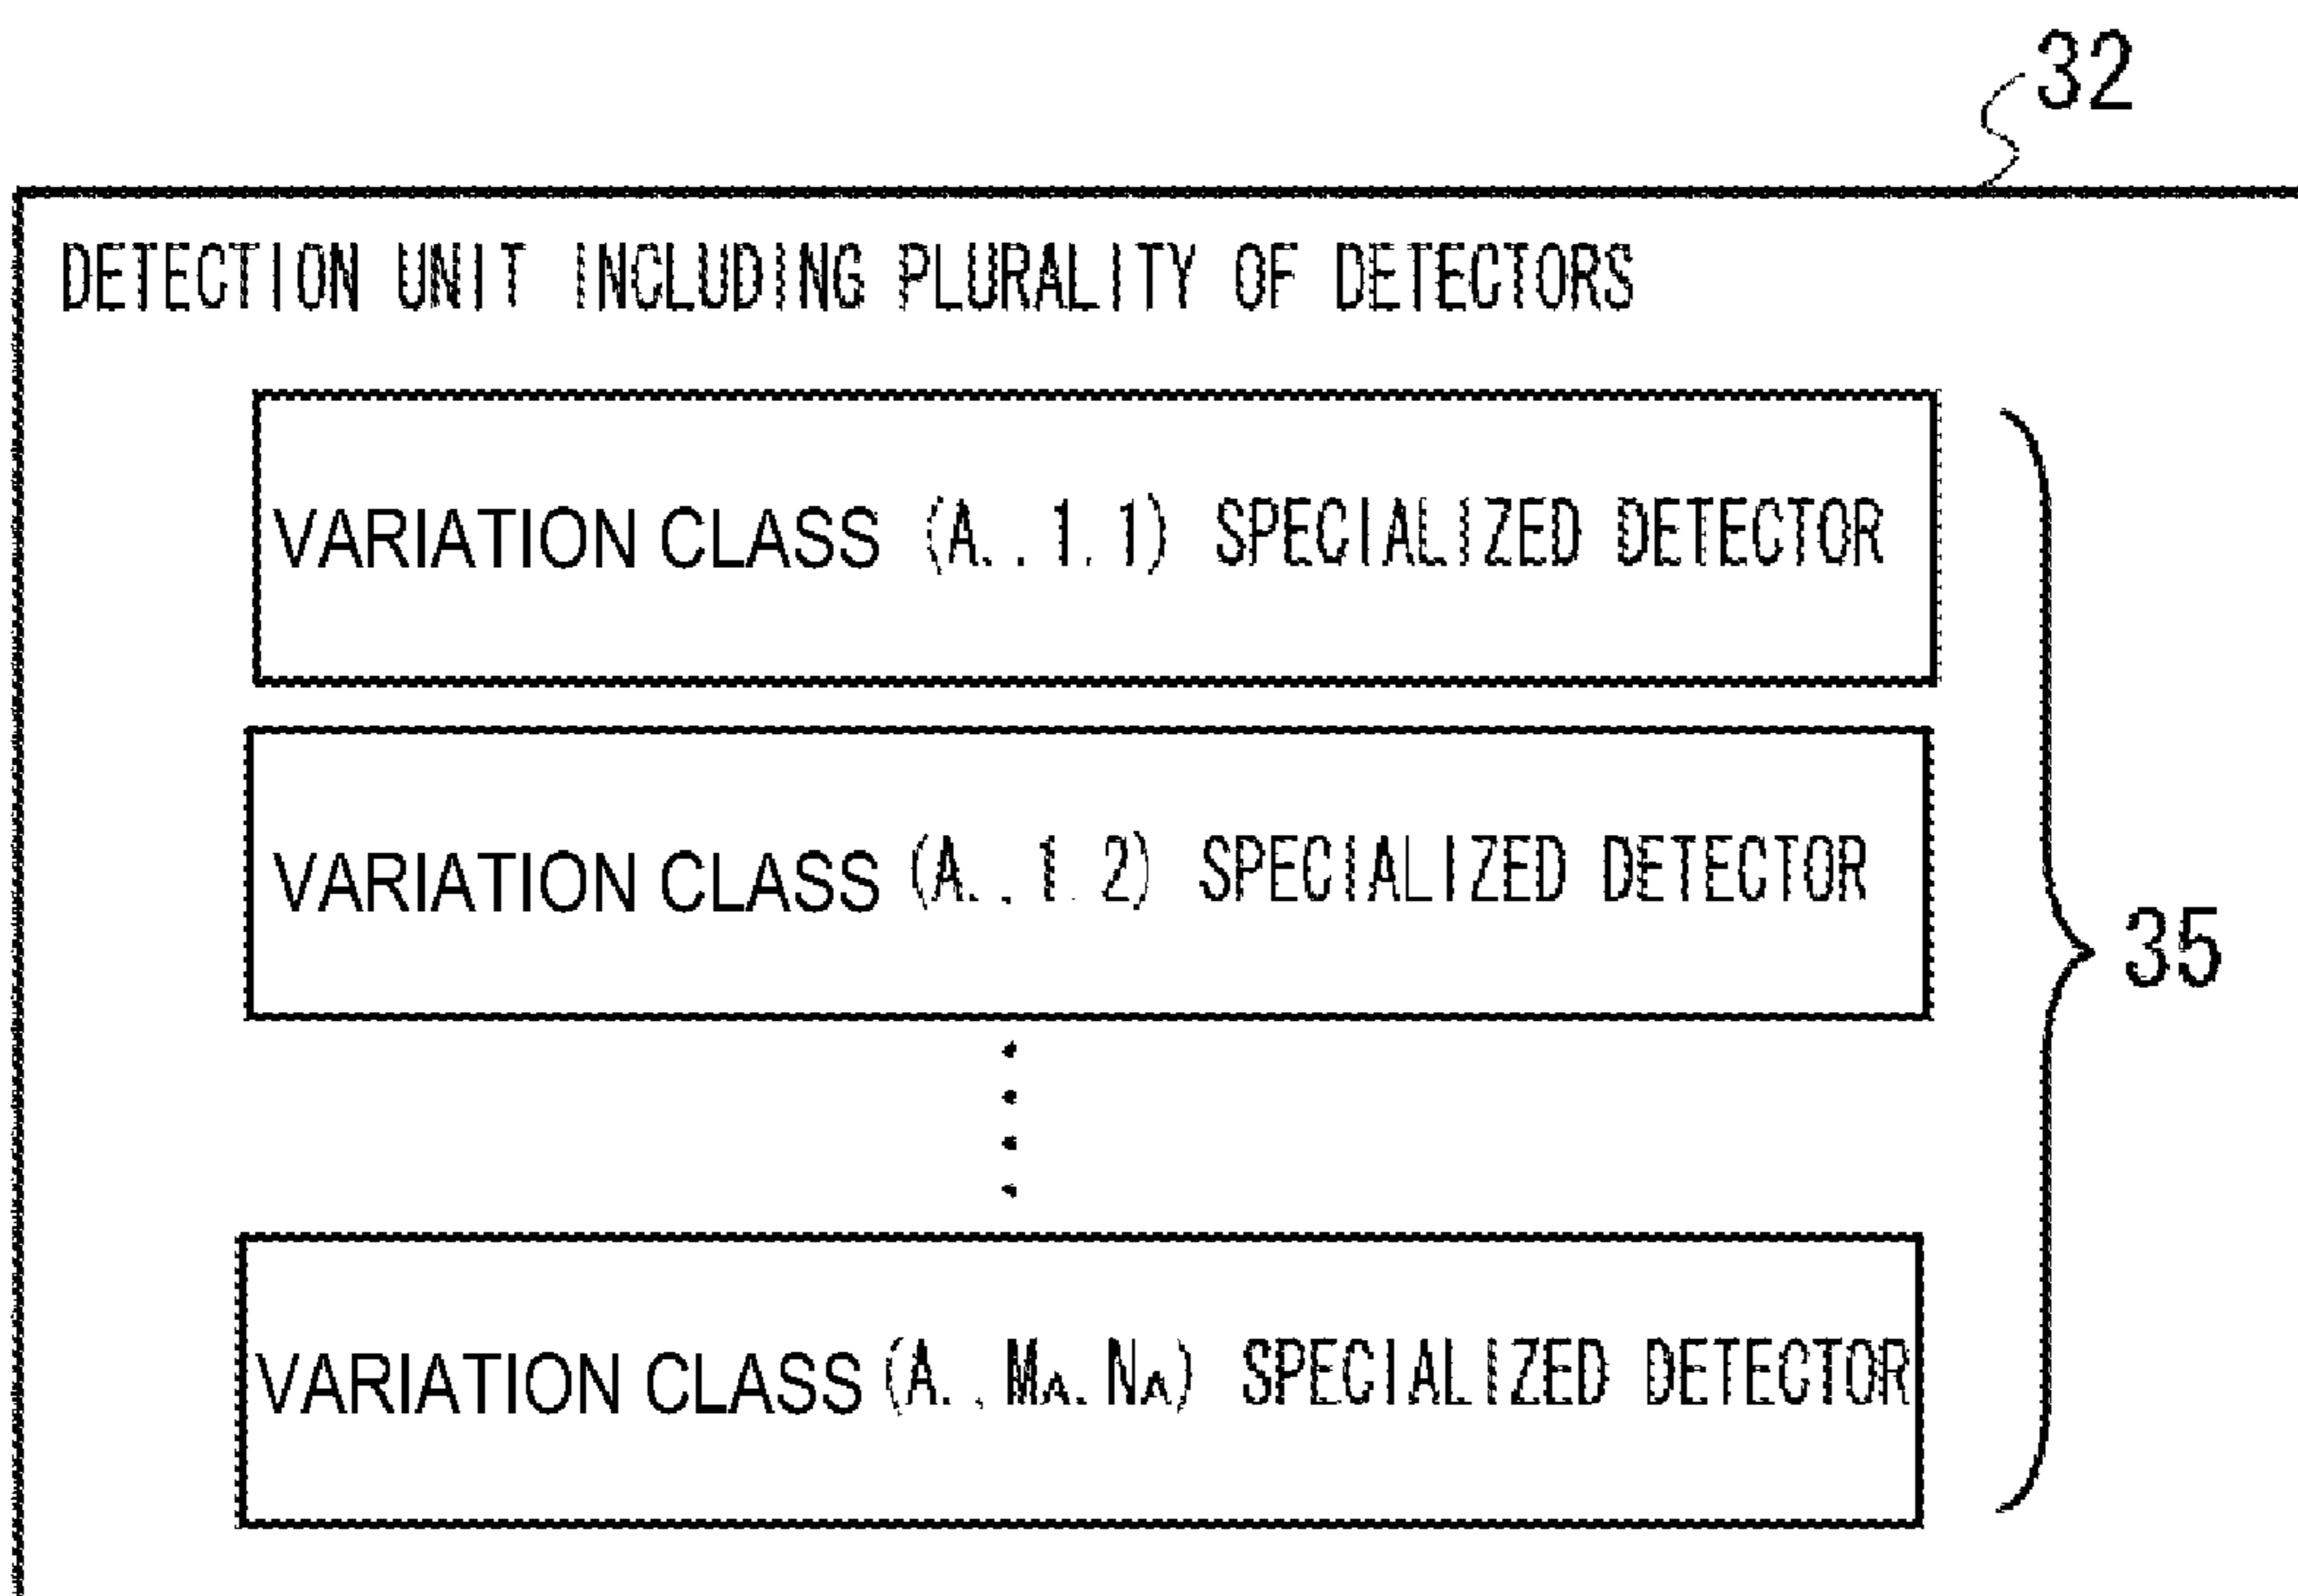 32
DETECTION UNIT INCLUDING PLURALITY OF DETECTORS
VARIATION CLASS (A., 1, 1) SPECIALIZED DETECTOR
VARIATION CLASS (A., 1, 2) SPECIALIZED DETECTOR
35
VARIATION CLASS (A., MA, NA) SPECIALIZED DETECTOR